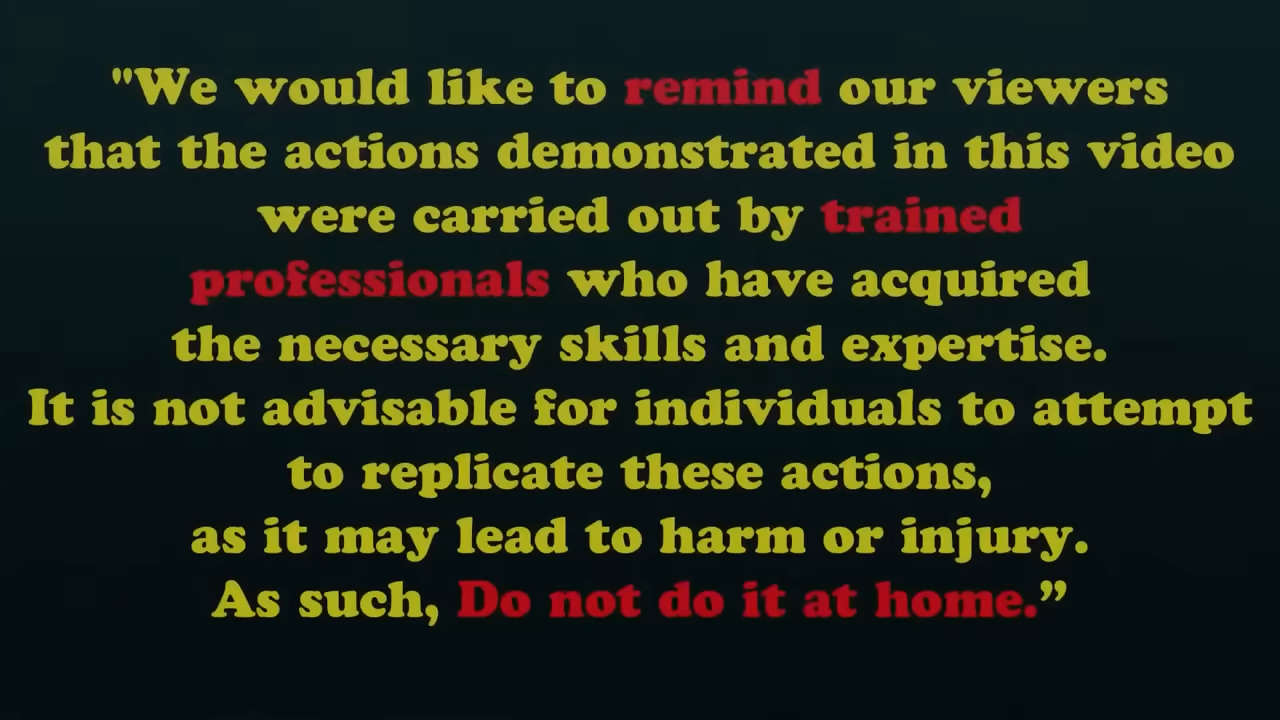 "We would like to remind our viewers
that the actions demonstrated in this video
were carried out by trained
professionals who have acquired
the necessary skills and expertise.
It is not advisable for individuals to attempt
to replicate these actions,
as it may lead to harm or injury.
As such, Do not do it at home.”